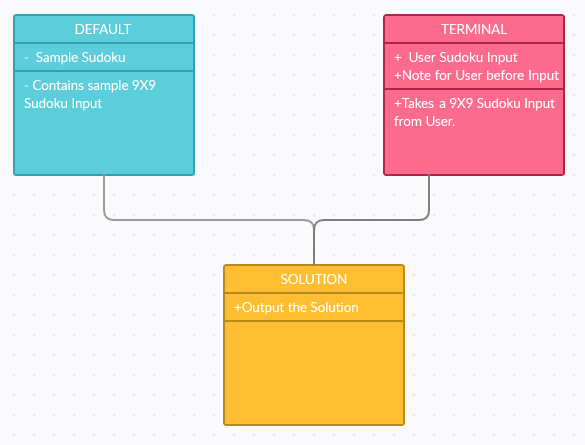 DEFAULT
- Sample Sudoku
- Contains sample 9X9
Sudoku Input
TERMINAL
+ User Sudoku Input
+Note for User before Input
+Takes a 9X9 Sudoku Input
from User.
SOLUTION
+Output the Solution